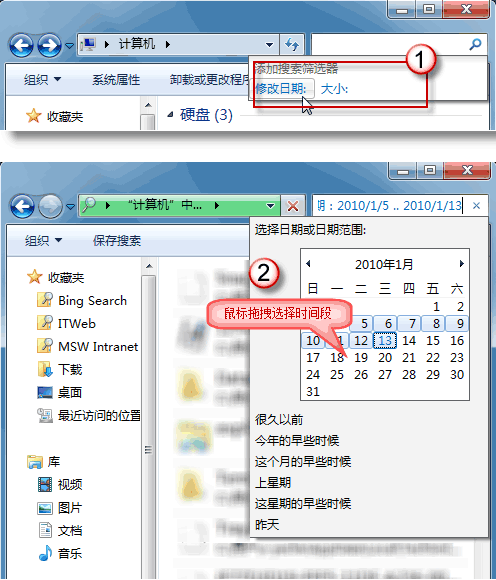 计算机
组织 系统属性 卸载或更改程序
添加搜索筛选器
修改日期: 大小:
1
收藏夹
硬盘 (3)
"计算机"中...
期：2010/1/5 .. 2010/1/13
组织 保存搜索
选择日期或日期范围:
2
2010年1月
日 一 二 三 四 五 六
1 2
鼠标拖拽选择时间段
5 6 7 8 9
10 11 12 13 14 15 16
17 18 19 20 21 22 23
24 25 26 27 28 29 30
31
很久以前
今年的早些时候
这个月的早些时候
上星期
这星期的早些时候
昨天
收藏夹
Bing Search
ITWeb
MSW Intranet
下载
桌面
最近访问的位置
库
视频
图片
文档
音乐